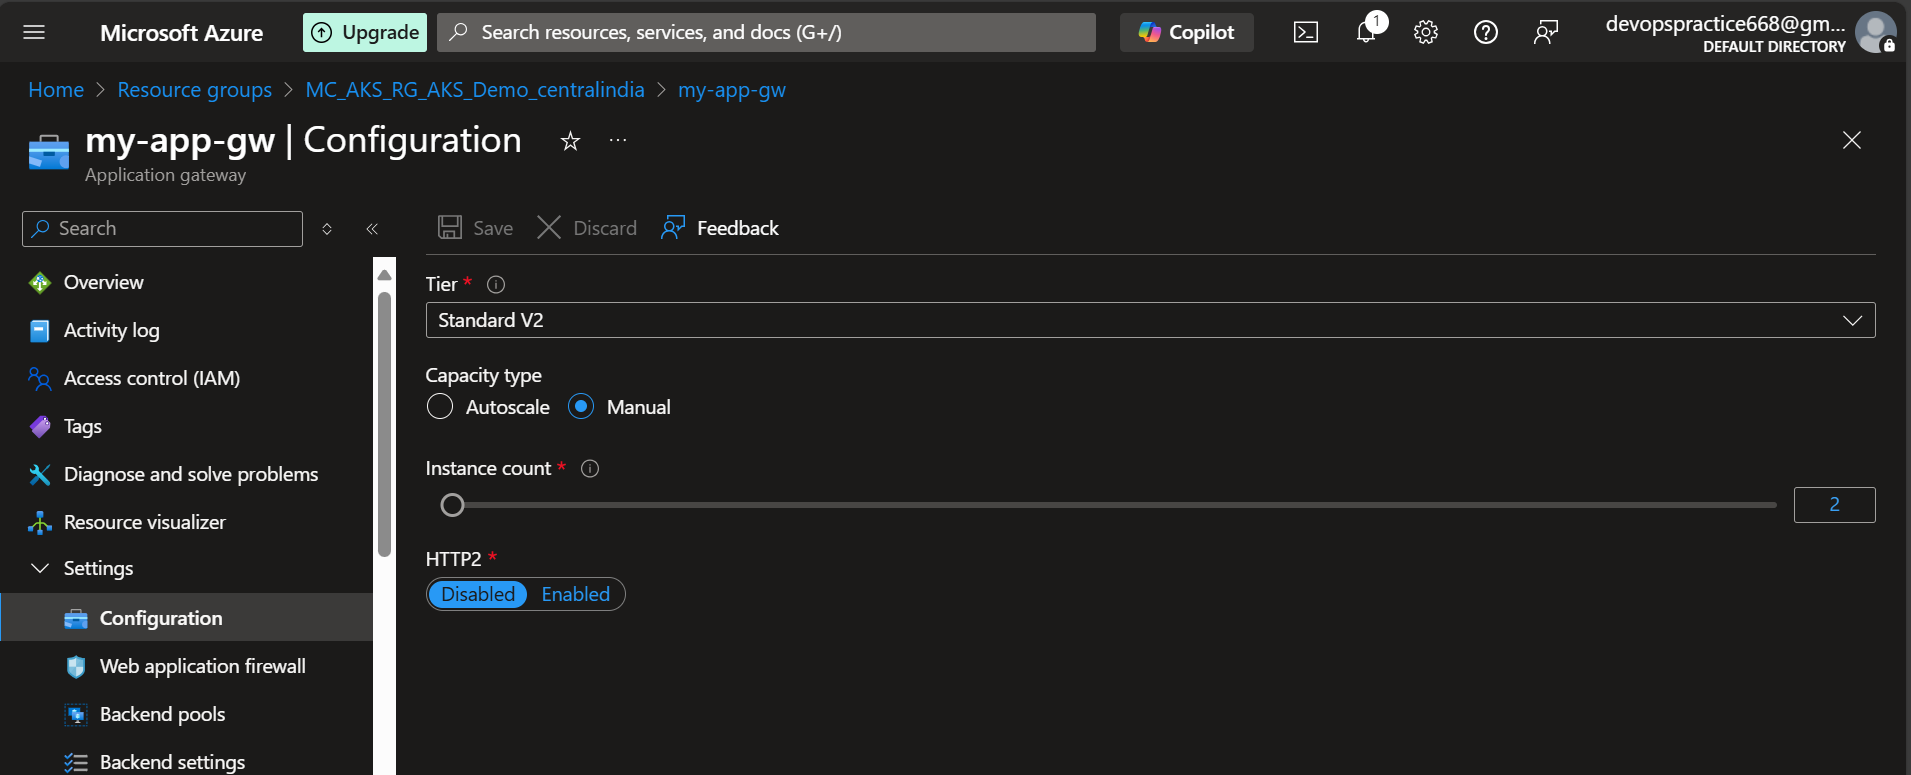 Microsoft Azure
Upgrade
Search resources, services, and docs (G+/)
Copilot
1
devopspractice668@gm...
DEFAULT DIRECTORY
Home > Resource groups > MC_AKS_RG_AKS_Demo_centralindia > my-app-gw
my-app-gw | Configuration
Application gateway
Search
Save
Discard
Feedback
Overview
Activity log
Access control (IAM)
Tags
Diagnose and solve problems
Resource visualizer
Settings
Configuration
Web application firewall
Backend pools
Backend settings
Tier *
Standard V2
Capacity type
Autoscale
Manual
Instance count *
2
HTTP2 *
Disabled
Enabled